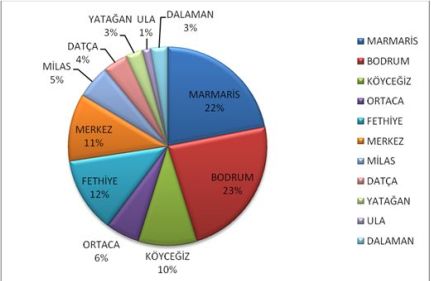 YATAĞAN
3%
ULA
1%
DALAMAN
3%
DATÇA
4%
MİLAS
5%
MERKEZ
11%
FETHİYE
12%
ORTACA
6%
KÖYCEĞİZ
10%
BODRUM
23%
MARMARİS
22%
MARMARİS
BODRUM
KÖYCEĞİZ
ORTACA
FETHİYE
MERKEZ
MİLAS
DATÇA
YATAĞAN
ULA
DALAMAN